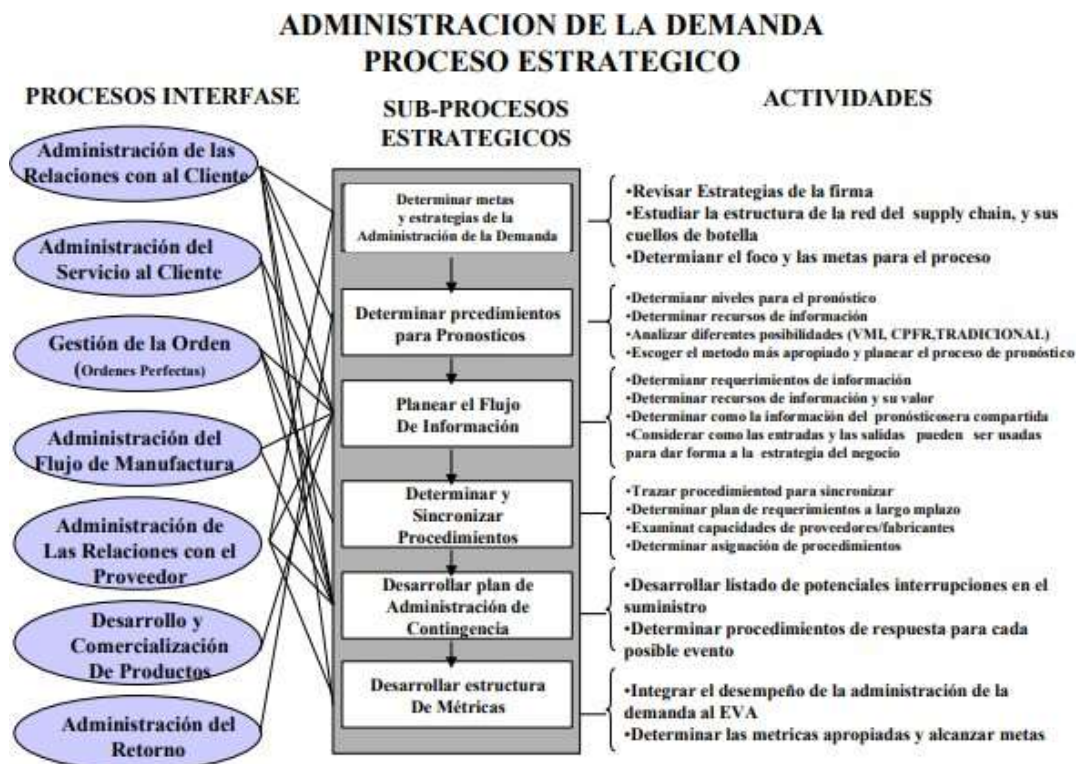 ADMINISTRACION DE LA DEMANDA
PROCESO ESTRATEGICO
PROCESOS INTERFASE
Administración de las
Relaciones con al Cliente
Administración del
Servicio al Cliente
Gestión de la Orden
(Ordenes Perfectas)
Administración del
Flujo de Manufactura
Administración de
Las Relaciones con el
Proveedor
Desarrollo y
Comercialización
De Productos
Administración del
Retorno
SUB-PROCESOS
ESTRATEGICOS
Determinar metas
y estrategias de la
Administración de la Demanda
Determinar prcedimientos
para Pronosticos
Planear el Flujo
De Información
Determinar y
Sincronizar
Procedimientos
Desarrollar plan de
Administración de
Contingencia
Desarrollar estructura
De Métricas
ACTIVIDADES
•Revisar Estrategias de la firma
•Estudiar la estructura de la red del supply chain, y sus
cuellos de botella
•Determianr el foco y las metas para el proceso
•Determianr niveles para el pronóstico
•Determinar recursos de información
•Analizar diferentes posibilidades (VMI, CPFR,TRADICIONAL)
•Escoger el metodo más apropiado y planear el proceso de pronóstico
•Determianr requerimientos de información
•Determinar recursos de información y su valor
•Determinar como la información del pronósticosera compartida
•Considerar como las entradas y las salidas pueden ser usadas
para dar forma a la estrategia del negocio
•Trazar procedimientod para sincronizar
•Determinar plan de requerimientos a largo mplazo
•Examinat capacidades de proveedores/fabricantes
•Determinar asignación de procedimientos
•Desarrollar listado de potenciales interrupciones en el
suministro
•Determinar procedimientos de respuesta para cada
posible evento
•Integrar el desempeño de la administración de la
demanda al EVA
•Determinar las metricas apropiadas y alcanzar metas